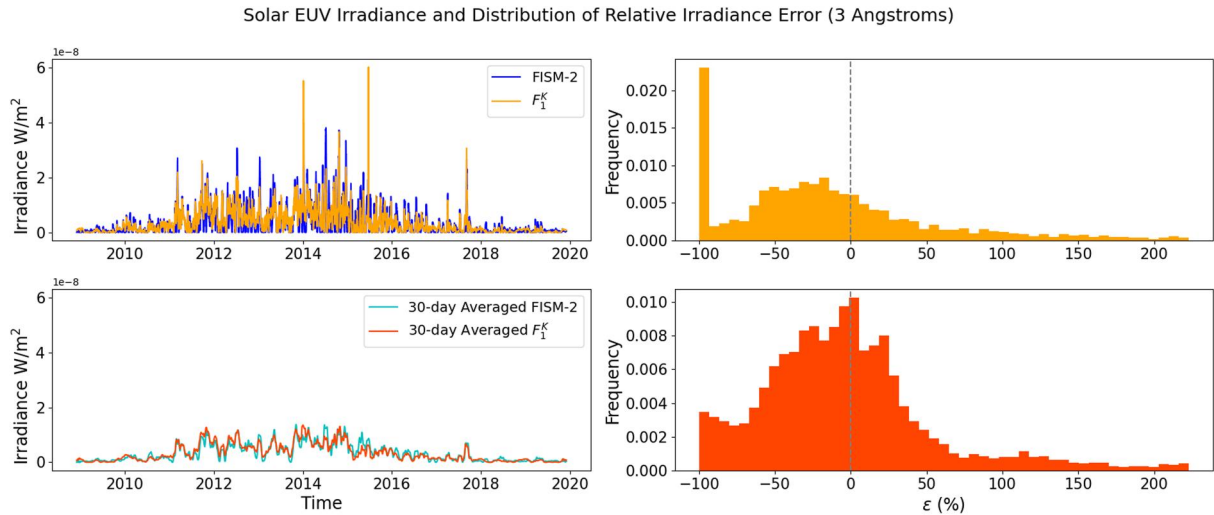 Solar EUV Irradiance and Distribution of Relative Irradiance Error (3 Angstroms)
1e−8
6
4
2
0
Irradiance W/m²
FISM-2
F₁ᴷ
2010 2012 2014 2016 2018 2020
0.020
0.015
0.010
0.005
0.000
Frequency
−100 −50 0 50 100 150 200
1e−8
6
4
2
0
Irradiance W/m²
30-day Averaged FISM-2
30-day Averaged F₁ᴷ
2010 2012 2014 2016 2018 2020
Time
0.010
0.008
0.006
0.004
0.002
0.000
Frequency
−100 −50 0 50 100 150 200
ε (%)